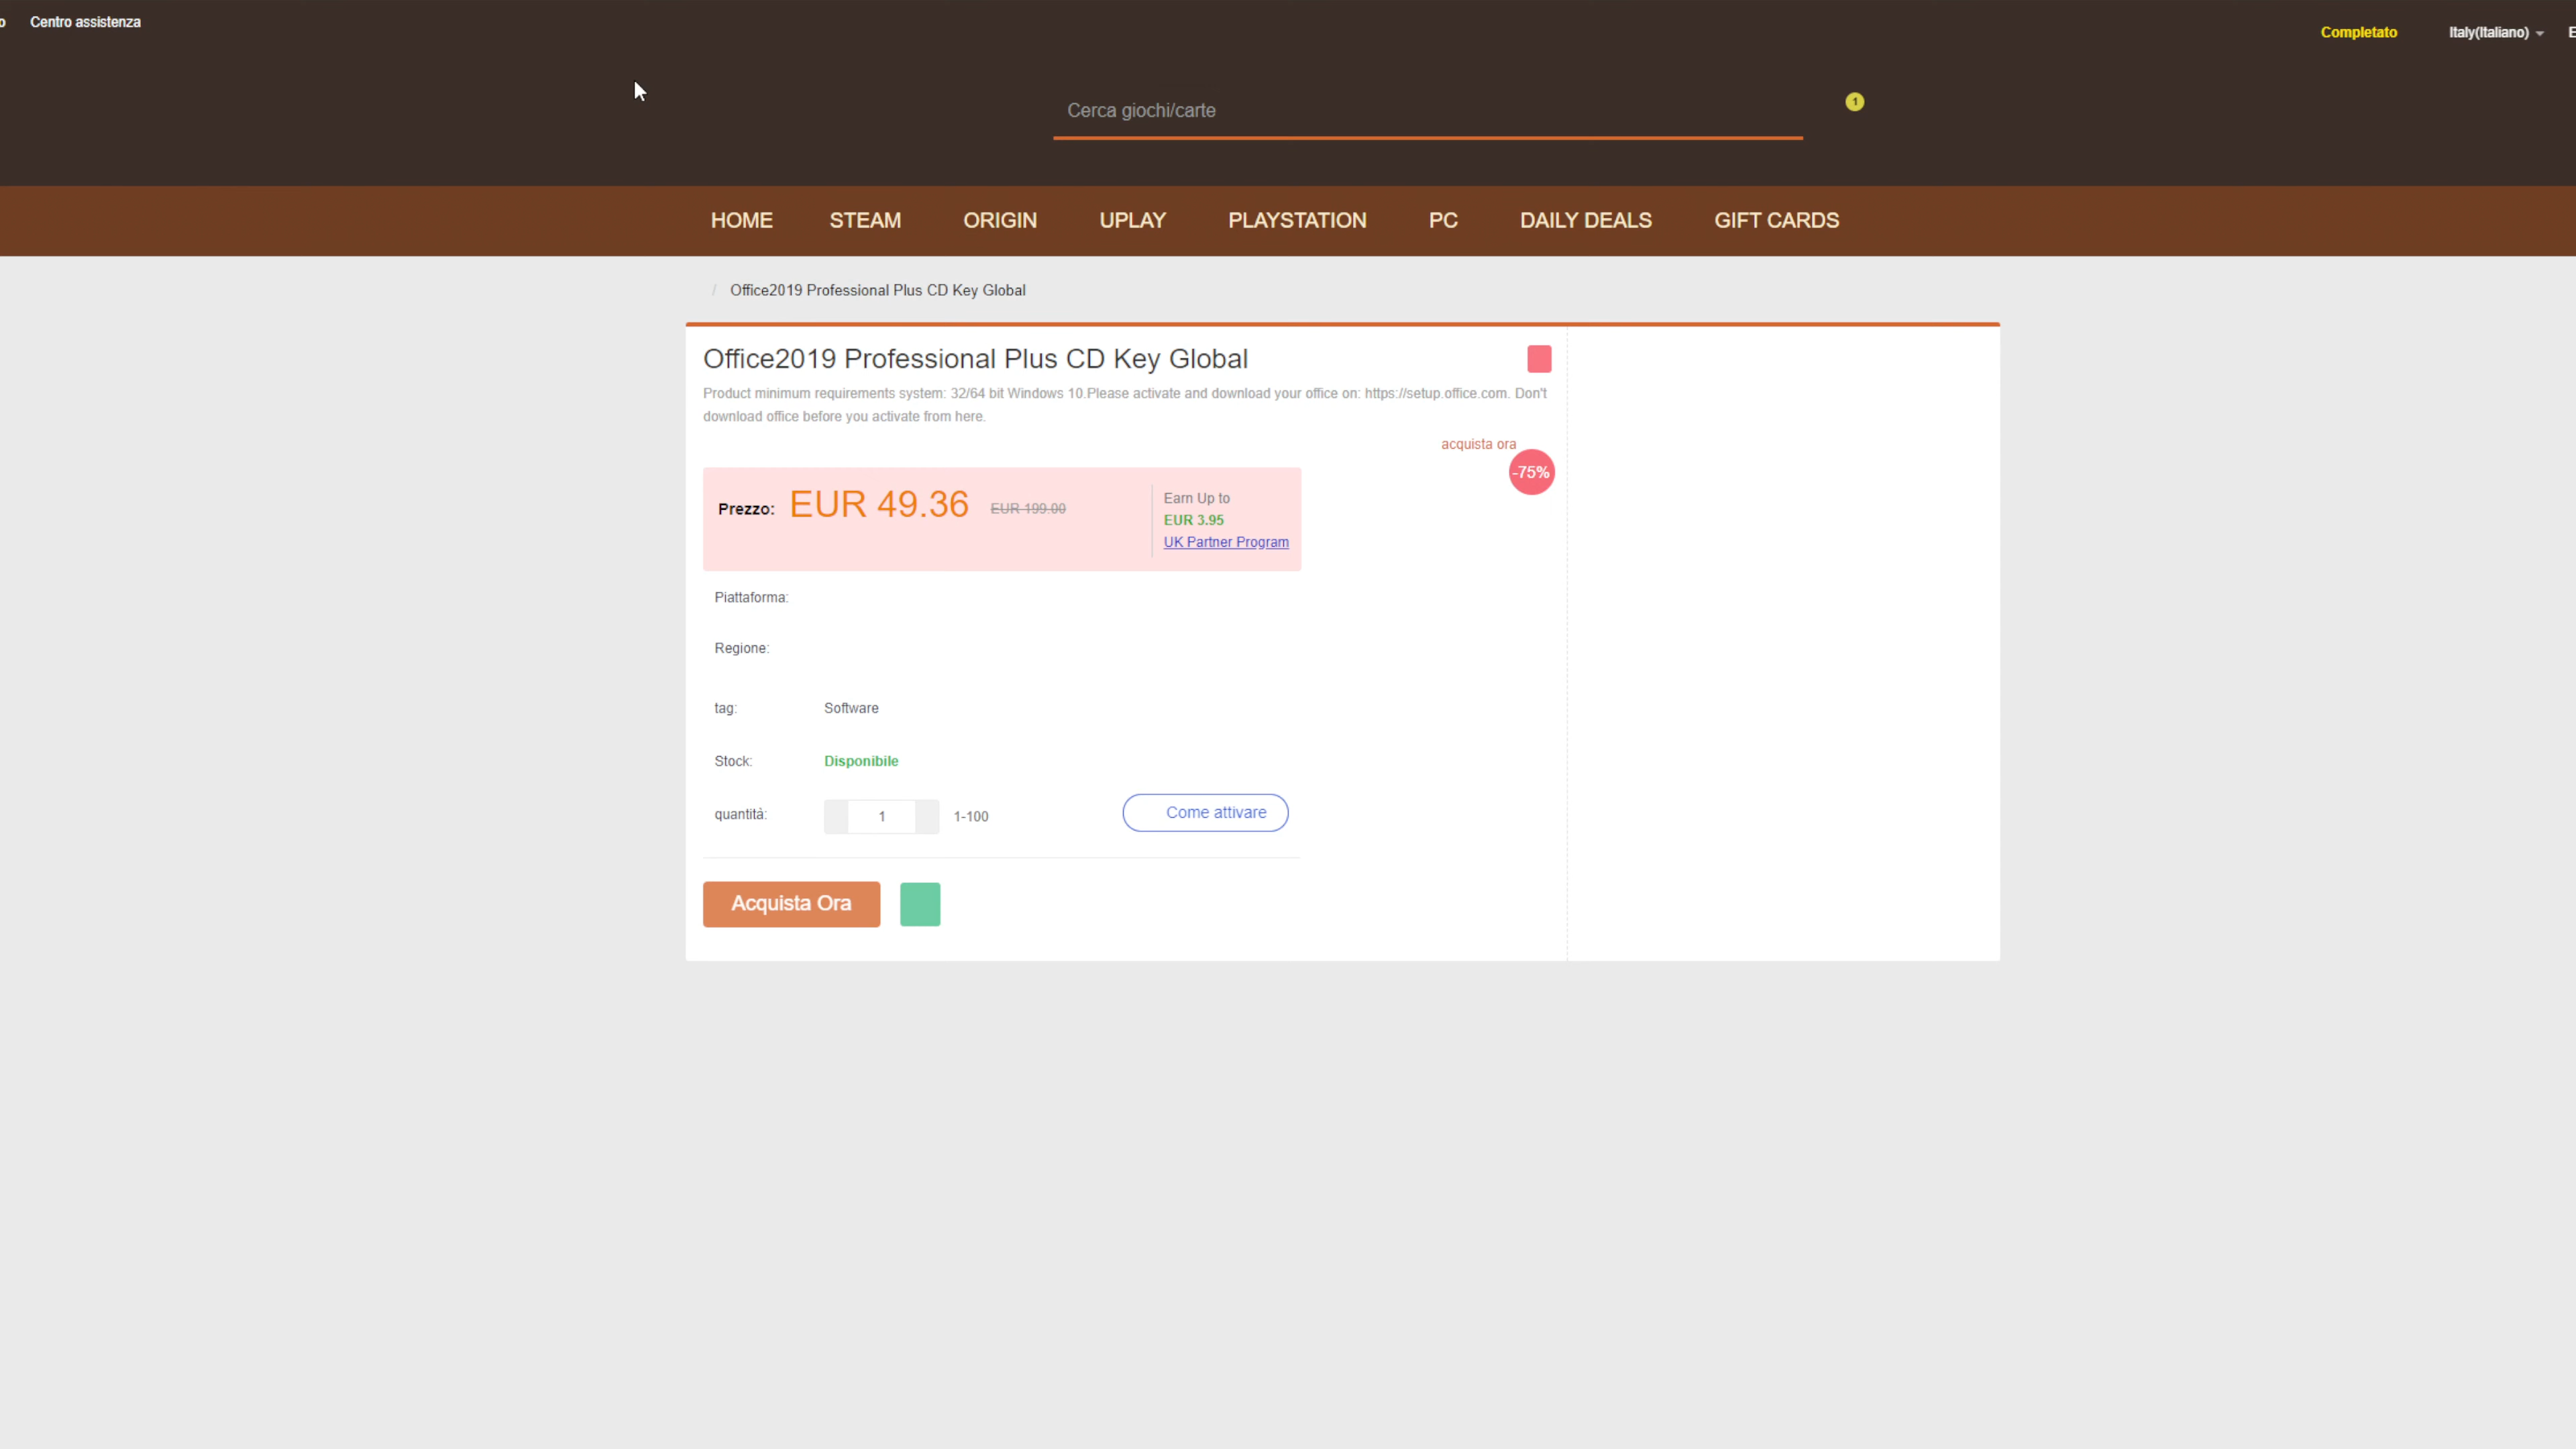 Centro assistenza
Completato
Italy(Italiano)
Cerca giochi/carte
1
HOME STEAM ORIGIN UPLAY PLAYSTATION PC DAILY DEALS GIFT CARDS
/ Office2019 Professional Plus CD Key Global
Office2019 Professional Plus CD Key Global
Product minimum requirements system: 32/64 bit Windows 10.Please activate and download your office on: https://setup.office.com. Don't
download office before you activate from here.
acquista ora
-75%
Prezzo: EUR 49.36 EUR 199.00
Earn Up to
EUR 3.95
UK Partner Program
Piattaforma:
Regione:
tag: Software
Stock: Disponibile
quantità: 1 1-100
Come attivare
Acquista Ora